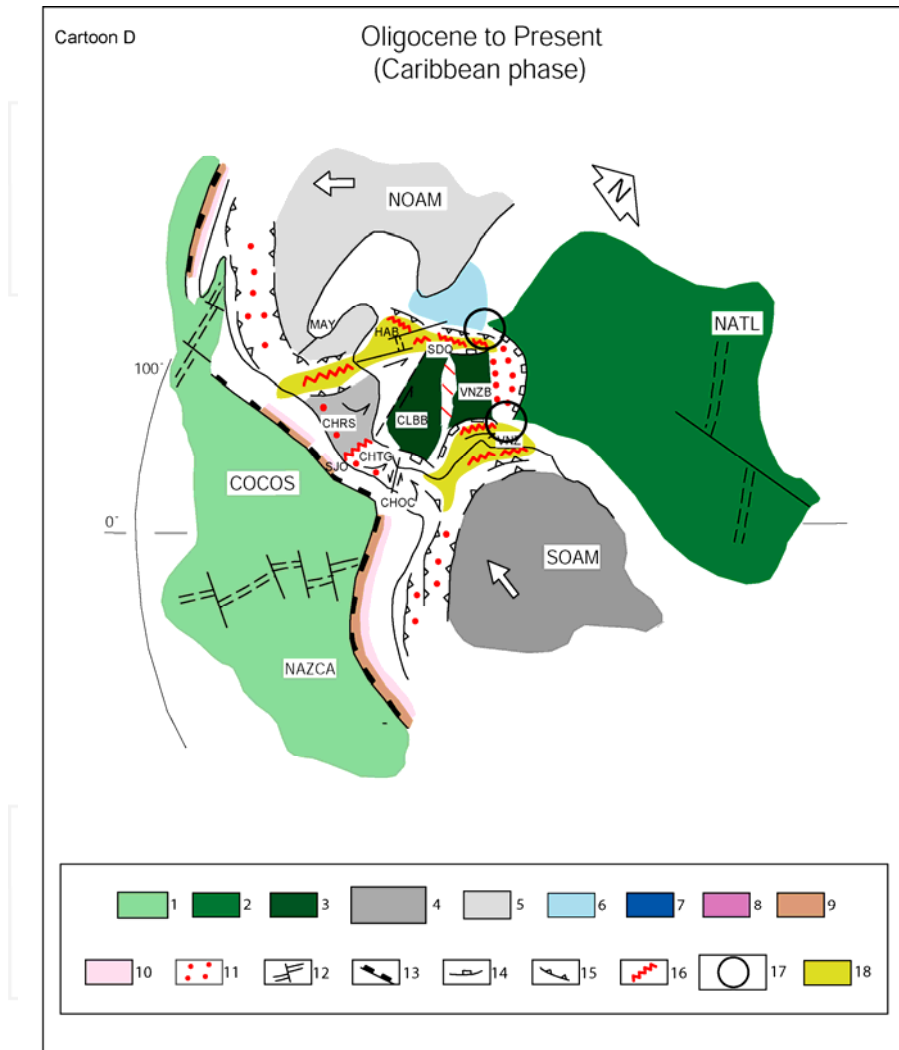 Cartoon D
Oligocene to Present
(Caribbean phase)
N
NOAM
NATL
MAY
HAB
SDO
100-
VNZB
CHRS
CLBB
VNZ
CHTG
SJO
COCOS
CHOC
0-
SOAM
NAZCA
1 2 3 4 5 6 7 8 9
10 11 12 13 14 15 16 17 18